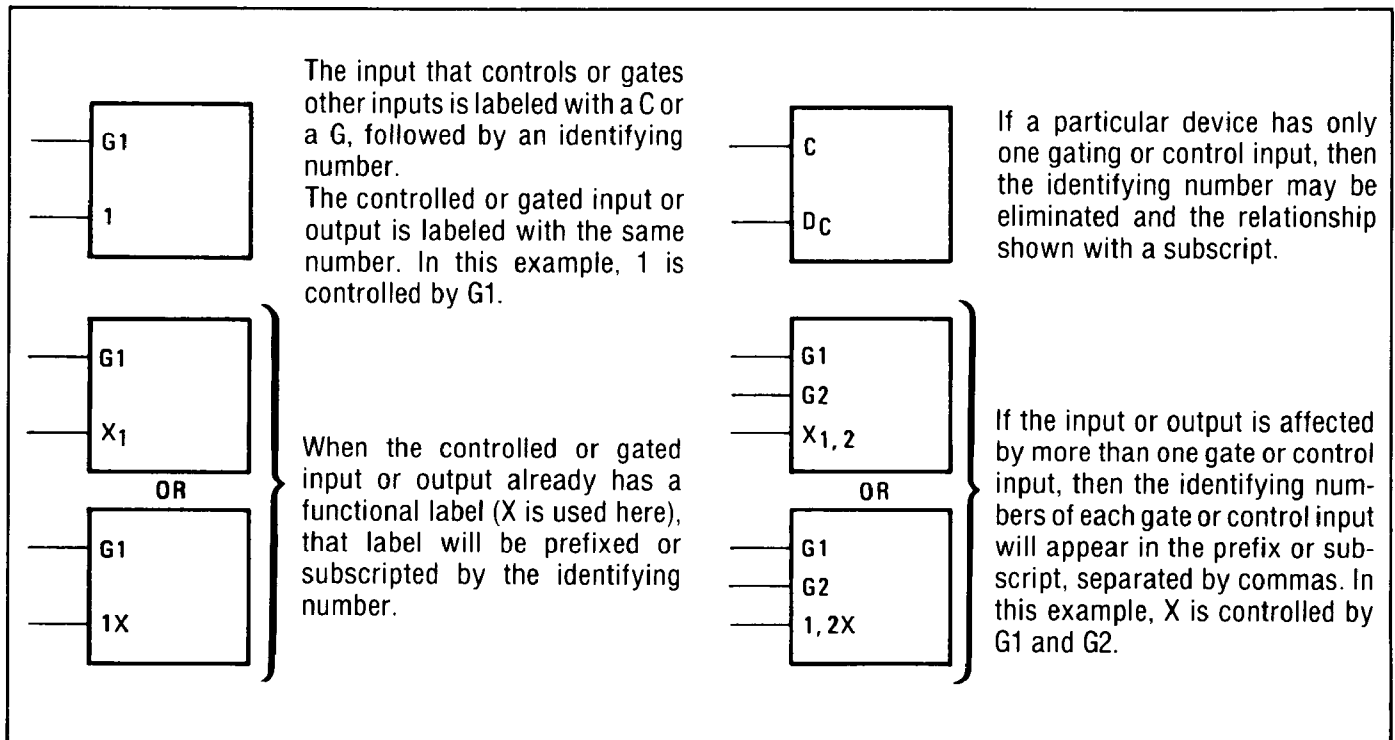 G1
1
The input that controls or gates
other inputs is labeled with a C or
a G, followed by an identifying
number.
The controlled or gated input or
output is labeled with the same
number. In this example, 1 is
controlled by G1.
G1
X1
OR
G1
1X
When the controlled or gated
input or output already has a
functional label (X is used here),
that label will be prefixed or
subscripted by the identifying
number.
C
DC
If a particular device has only
one gating or control input, then
the identifying number may be
eliminated and the relationship
shown with a subscript.
G1
G2
X1,2
OR
G1
G2
1,2X
If the input or output is affected
by more than one gate or control
input, then the identifying num-
bers of each gate or control input
will appear in the prefix or sub-
script, separated by commas. In
this example, X is controlled by
G1 and G2.